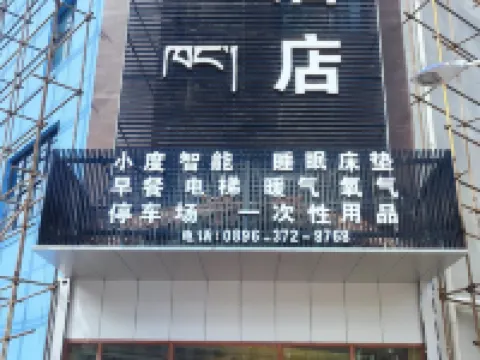 ཁང་།
店
小度智能 睡眠床垫
早餐 电梯 暖气 氧气
停车场 一次性用品
电话:0896-372-8768